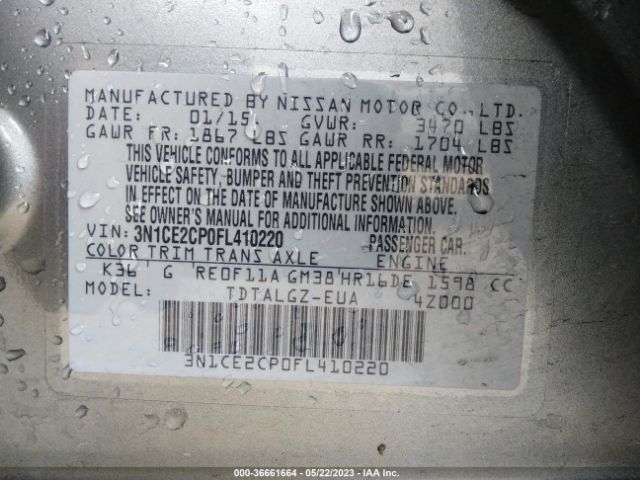 MANUFACTURED BY NISSAN MOTOR CO., LTD.
DATE: 01/15 GVWR: 3470 LBS
GAWR FR: 1867 LBS GAWR RR: 1704 LBS
THIS VEHICLE CONFORMS TO ALL APPLICABLE FEDERAL MOTOR
VEHICLE SAFETY, BUMPER AND THEFT PREVENTION STANDARDS
IN EFFECT ON THE DATE OF MANUFACTURE SHOWN ABOVE.
SEE OWNER'S MANUAL FOR ADDITIONAL INFORMATION.
VIN: 3N1CE2CP0FL410220 PASSENGER CAR.
COLOR TRIM TRANS AXLE ENGINE
K36 G RE0F11A GM38 HR16DE 1598 CC
MODEL: TDTALGZ-EUA 4Z000
3N1CE2CP0FL410220
000-36661664 - 05/22/2023 - IAA Inc.